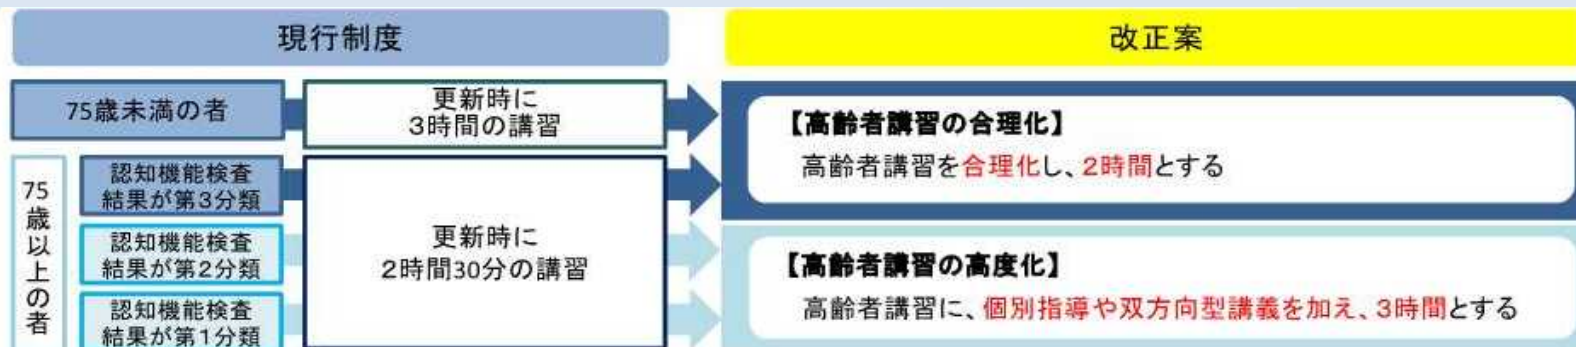 現行制度
改正案
75歳未満の者
更新時に
3時間の講習
【高齢者講習の合理化】
高齢者講習を合理化し、2時間とする
75歳以上の者
認知機能検査
結果が第3分類
認知機能検査
結果が第2分類
認知機能検査
結果が第1分類
更新時に
2時間30分の講習
【高齢者講習の高度化】
高齢者講習に、個別指導や双方向型講義を加え、3時間とする